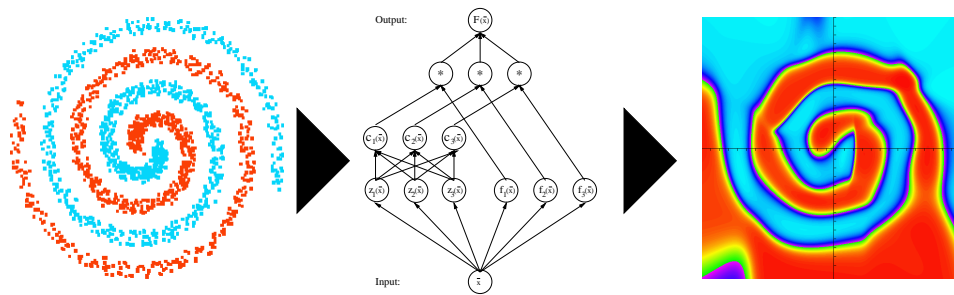 Output: F(x̄)
* * *
c₁(x̄) c₂(x̄) c₃(x̄)
z₁(x̄) z₂(x̄) z₃(x̄) f₁(x̄) f₂(x̄) f₃(x̄)
Input: x̄